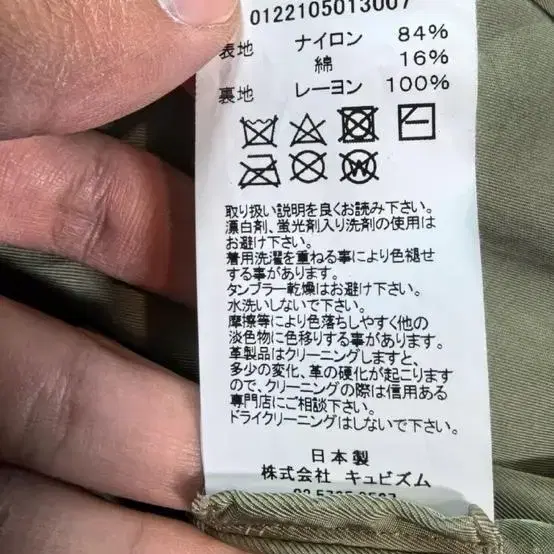 0122105013007
表地 ナイロン 84%
綿 16%
裏地 レーヨン 100%
W
取り扱い説明を良くお読み下さい。
漂白剤、蛍光剤入り洗剤の使用は
お避け下さい。
着用洗濯を重ねる事により色褪せ
する事があります。
タンブラー乾燥はお避け下さい。
水洗いしないで下さい。
摩擦等により色落ちしやすく他の
淡色物に色移りする事があります。
革製品はクリーニングしますと、
多少の変化、革の硬化が起こります
ので、クリーニングの際は信用ある
専門店にご相談下さい。
ドライクリーニングはしないで下さい。
日本製
株式会社 キュビズム